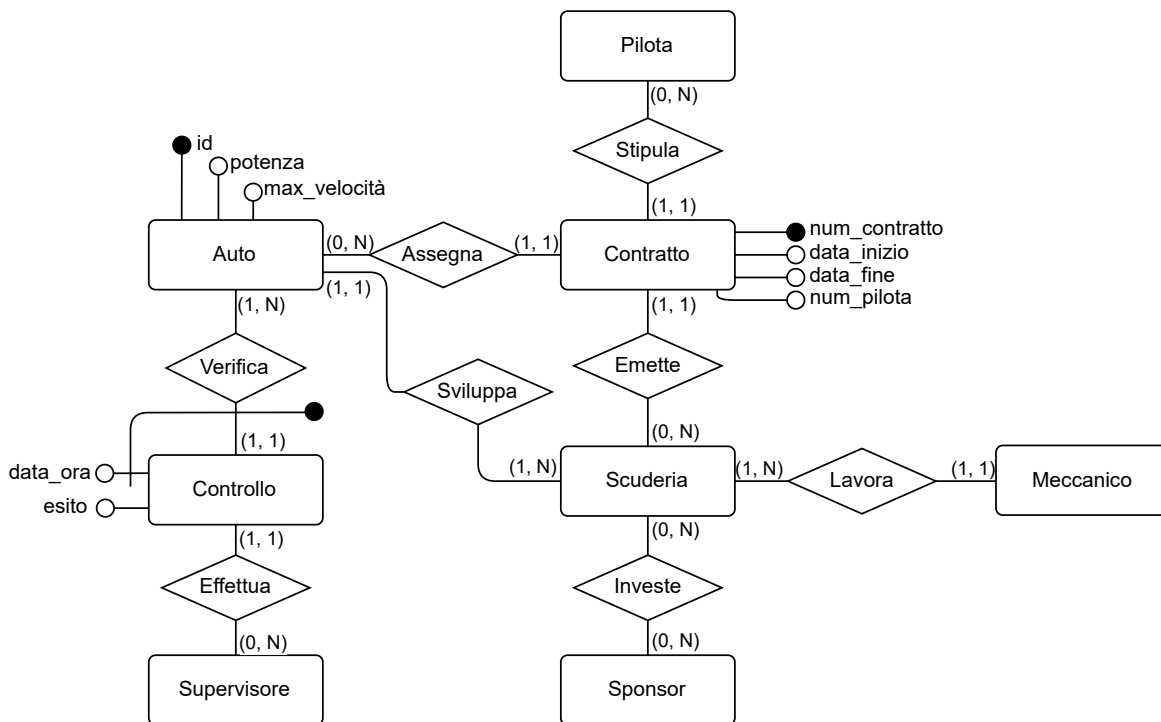 Pilota
(0, N)
id
potenza
Stipula
max_velocità
(1, 1)
num_contratto
(0, N)
(1, 1)
Auto
Assegna
Contratto
data_inizio
data_fine
(1, 1)
num_pilota
(1, N)
(1, 1)
Verifica
Emette
Sviluppa
(1, 1)
(0, N)
data_ora
(1, N)
(1, N)
(1, 1)
Controllo
Scuderia
Lavora
Meccanico
esito
(1, 1)
(0, N)
Effettua
Investe
(0, N)
(0, N)
Supervisore
Sponsor